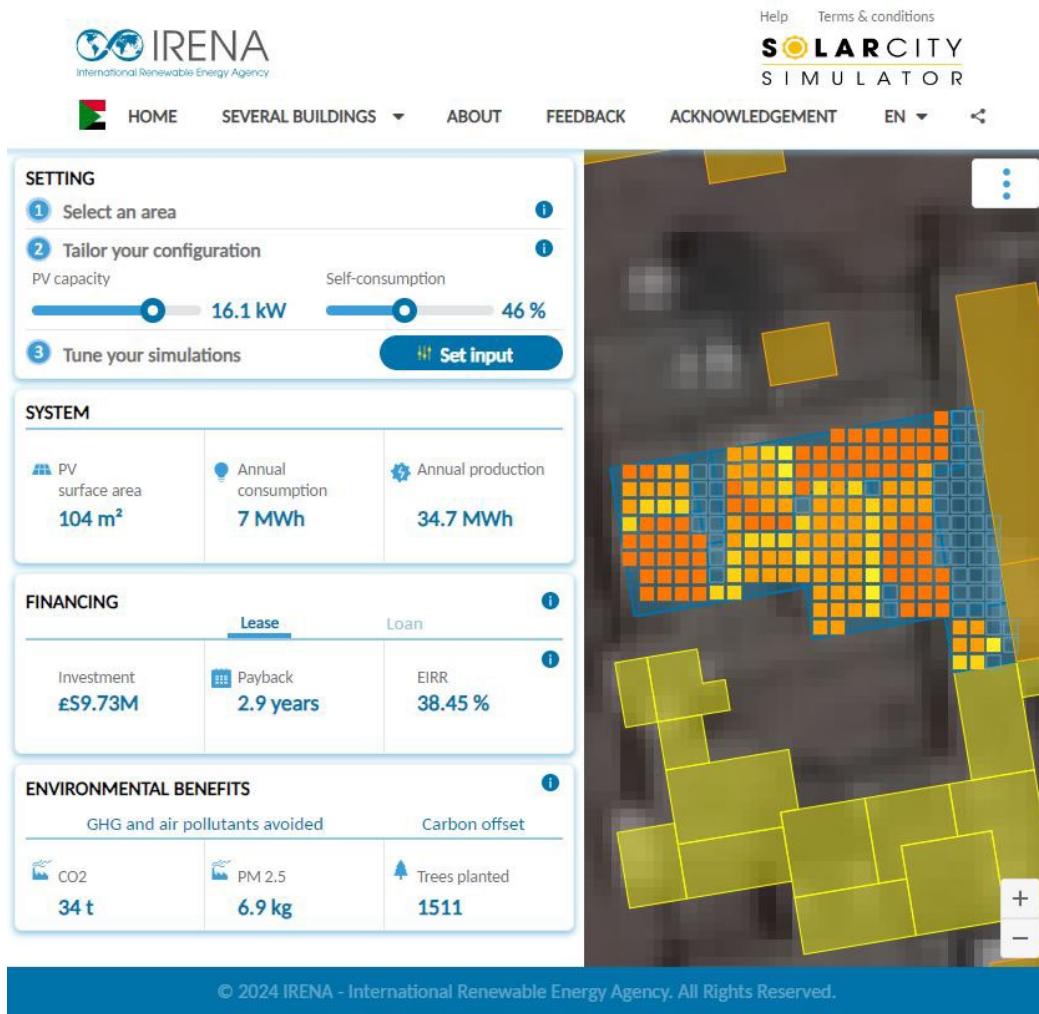 Help Terms & conditions
IRENA
International Renewable Energy Agency
SOLARCITY
SIMULATOR
HOME SEVERAL BUILDINGS ABOUT FEEDBACK ACKNOWLEDGEMENT EN
SETTING
1 Select an area
2 Tailor your configuration
PV capacity Self-consumption
16.1 kW 46 %
3 Tune your simulations Set input
SYSTEM
PV surface area
104 m²
Annual consumption
7 MWh
Annual production
34.7 MWh
FINANCING
Lease Loan
Investment
£S9.73M
Payback
2.9 years
EIRR
38.45 %
ENVIRONMENTAL BENEFITS
GHG and air pollutants avoided Carbon offset
CO2
34 t
PM 2.5
6.9 kg
Trees planted
1511
+
−
© 2024 IRENA - International Renewable Energy Agency. All Rights Reserved.